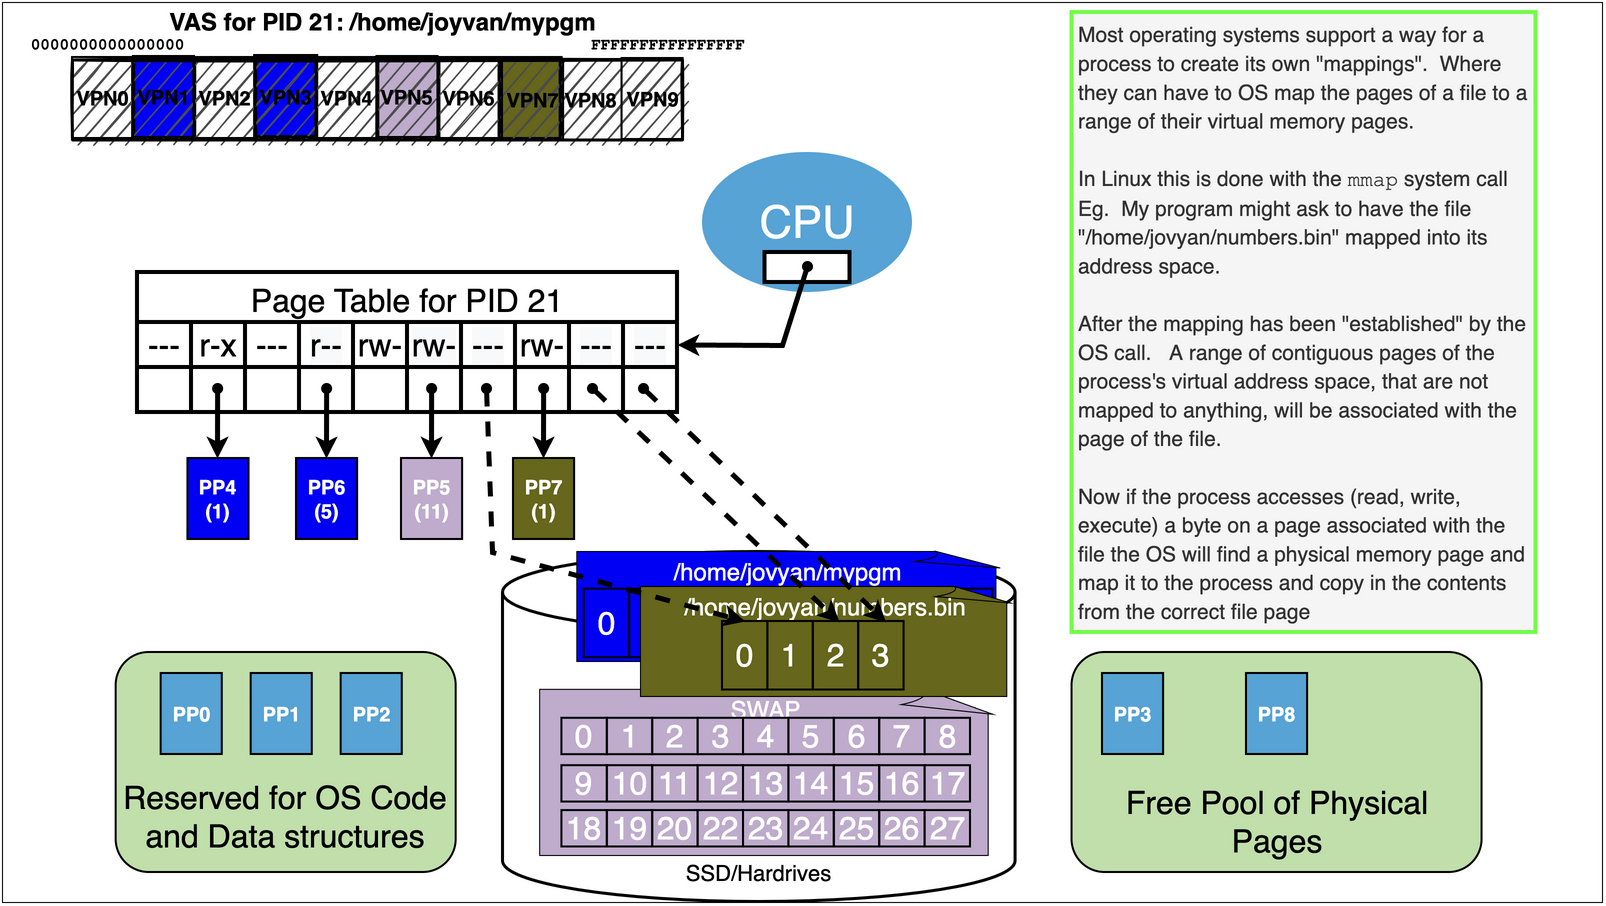 VAS for PID 21: /home/joyvan/mypgm
0000000000000000 FFFFFFFFFFFFFFFF
VPN0 VPN1 VPN2 VPN3 VPN4 VPN5 VPN6 VPN7 VPN8 VPN9
CPU
Page Table for PID 21
--- r-x --- r-- rw- rw- --- rw- --- ---
PP4 PP6 PP5 PP7
(1) (5) (11) (1)
/home/jovyan/mypgm
0
/home/jovyan/numbers.bin
0 1 2 3
SWAP
0 1 2 3 4 5 6 7 8
9 10 11 12 13 14 15 16 17
18 19 20 22 23 24 25 26 27
SSD/Hardrives
PP0 PP1 PP2
Reserved for OS Code
and Data structures
Most operating systems support a way for a
process to create its own "mappings".  Where
they can have to OS map the pages of a file to a
range of their virtual memory pages.
In Linux this is done with the mmap system call
Eg.  My program might ask to have the file
"/home/jovyan/numbers.bin" mapped into its
address space.
After the mapping has been "established" by the
OS call.   A range of contiguous pages of the
process's virtual address space, that are not
mapped to anything, will be associated with the
page of the file.
Now if the process accesses (read, write,
execute) a byte on a page associated with the
file the OS will find a physical memory page and
map it to the process and copy in the contents
from the correct file page
PP3 PP8
Free Pool of Physical
Pages